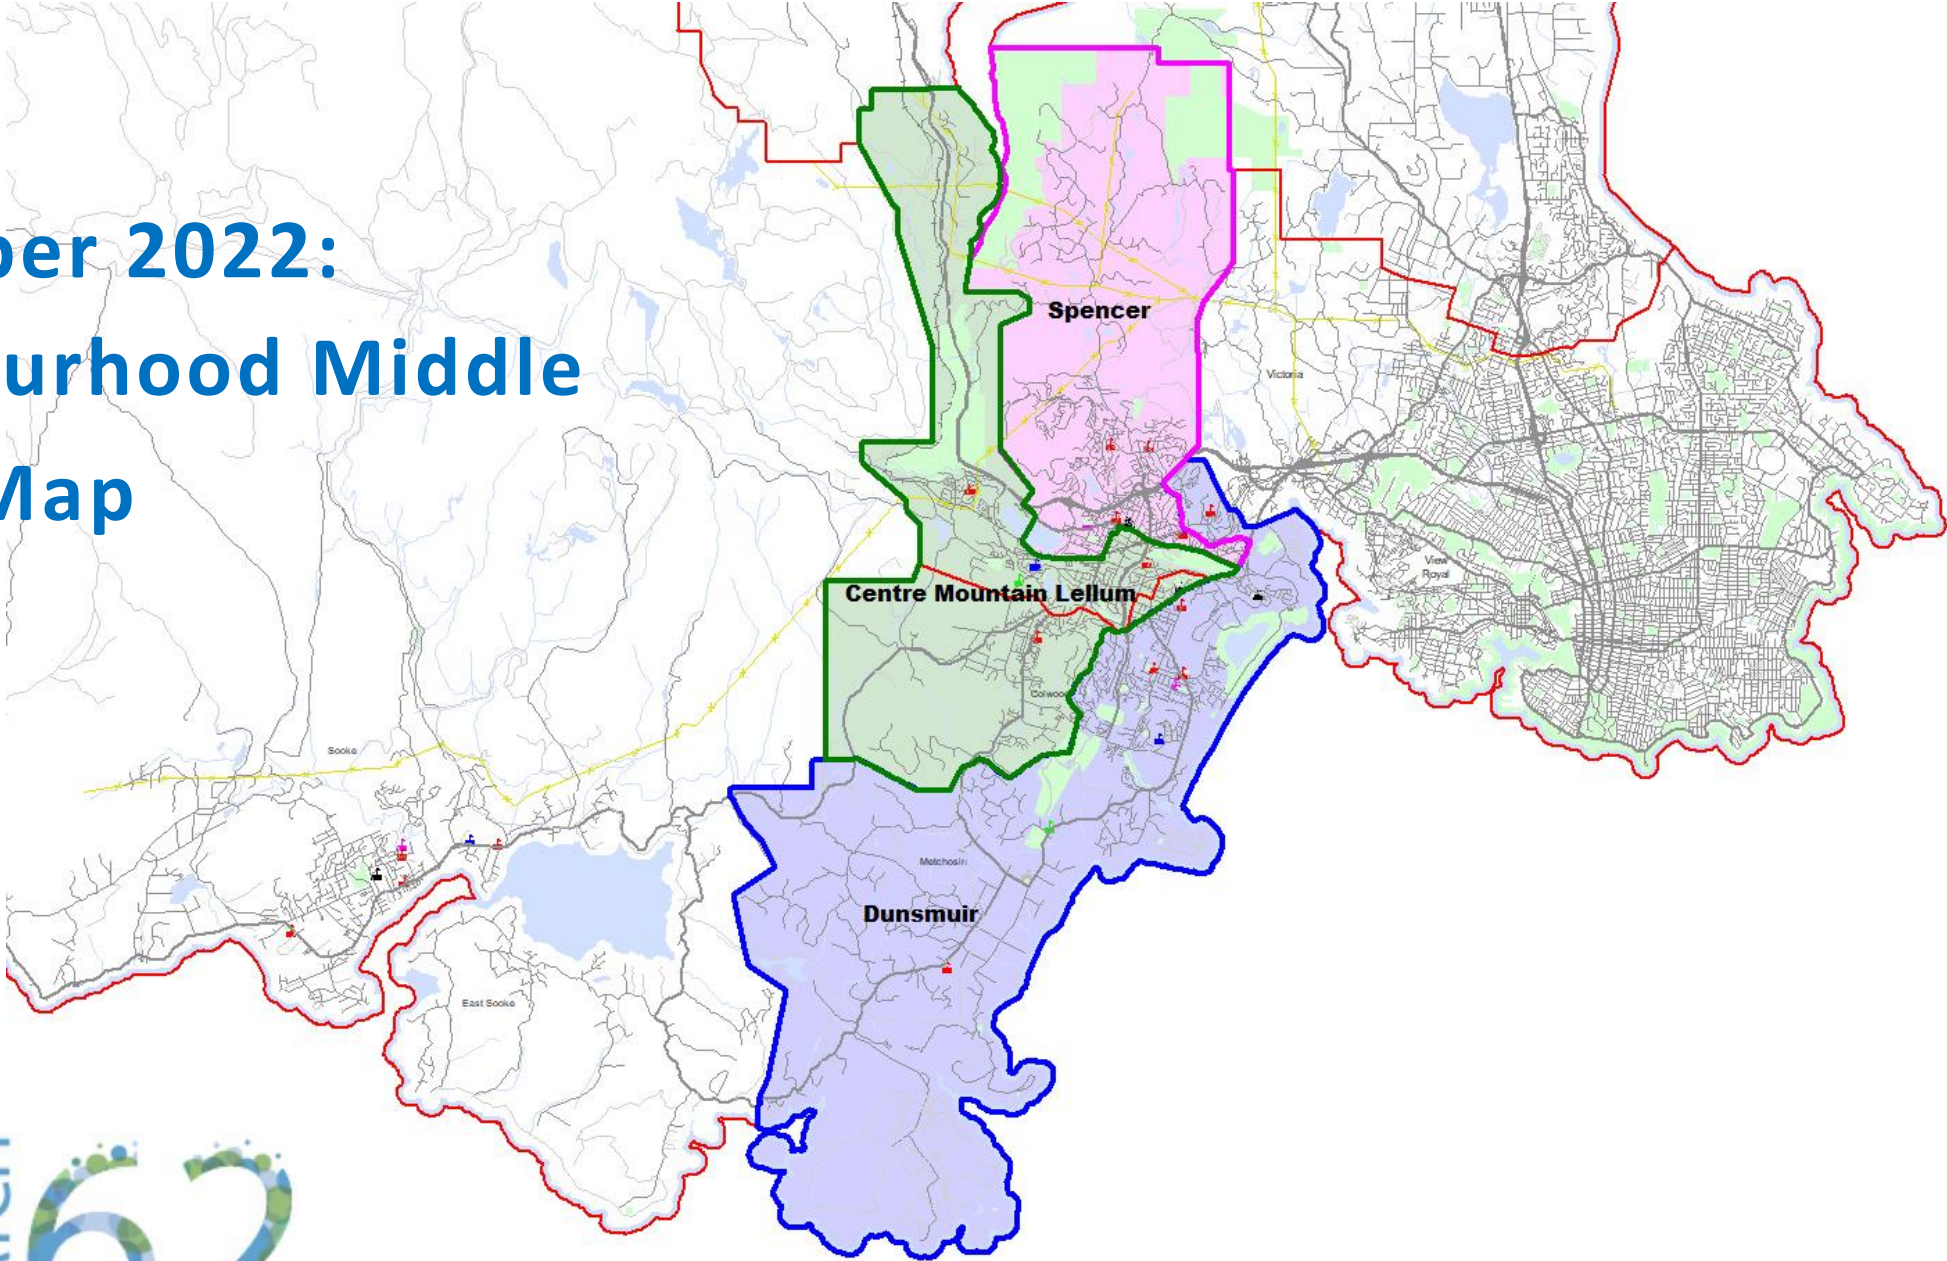 ber 2022:
urhood Middle
Map
Spencer
Victoria
View
Royal
Centre Mountain Lellum
Colwood
Sooke
Metchosin
Dunsmuir
East Sooke
62